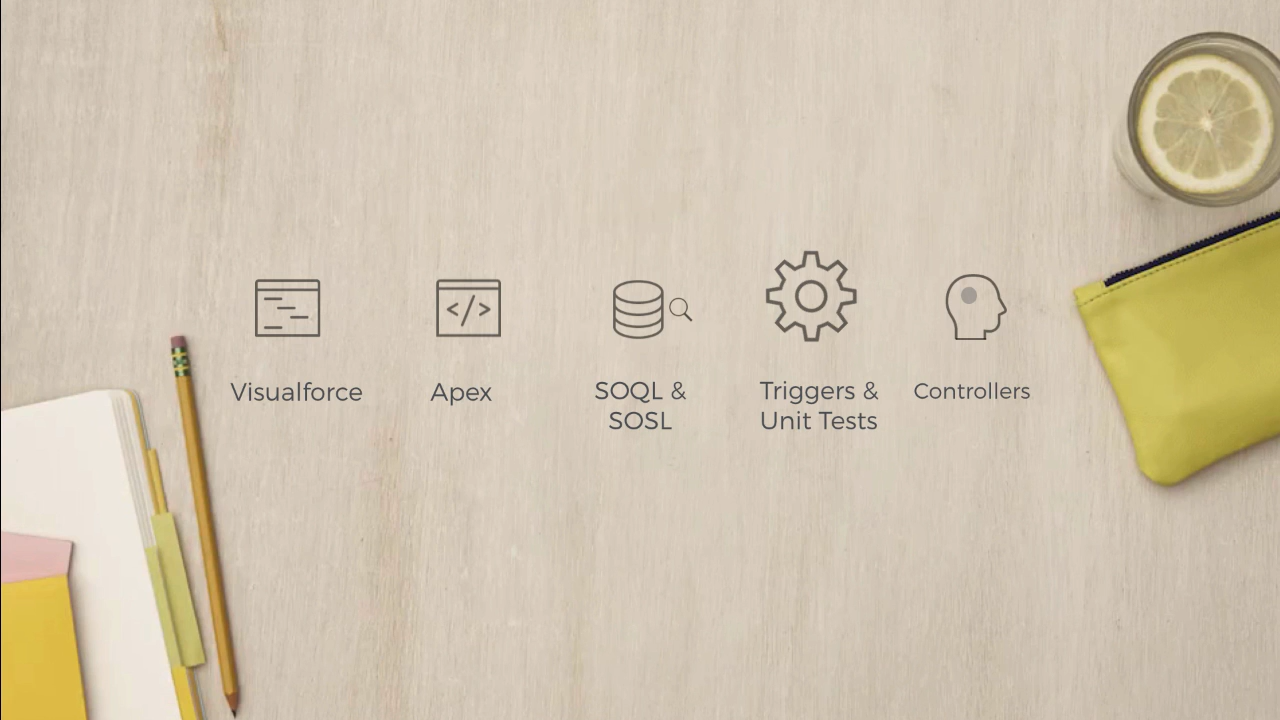 Visualforce
Apex
SOQL &
SOSL
Triggers &
Unit Tests
Controllers